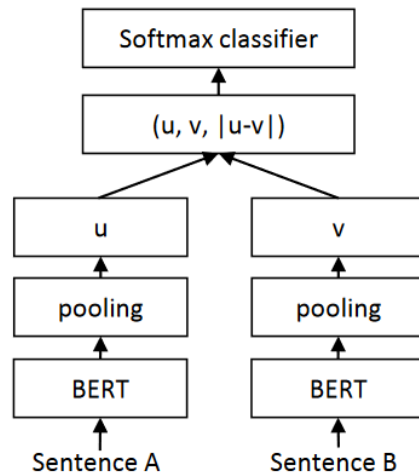 Softmax classifier
(u, v, |u-v|)
u v
pooling pooling
BERT BERT
Sentence A Sentence B